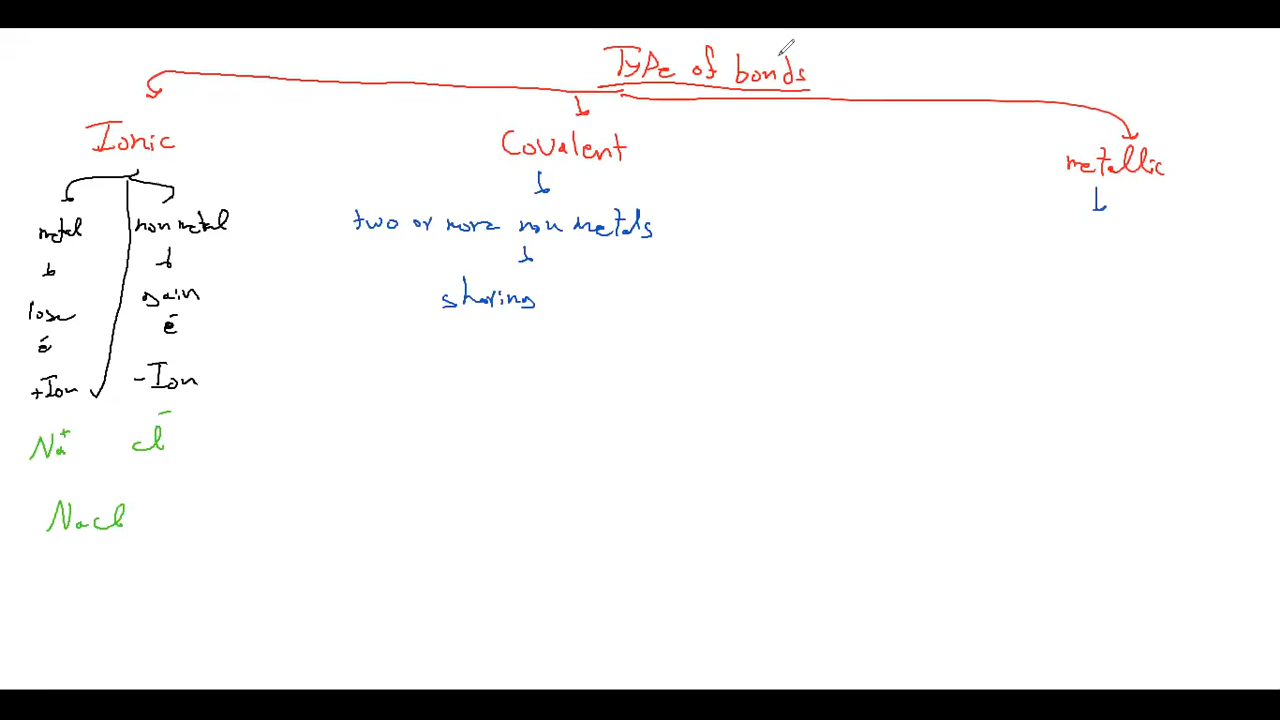 Type of bonds
Ionic
Covalent
metallic
metal
non metal
two or more non metals
lose
gain
sharing
e-
e-
+Ion
-Ion
Na+
cl-
Nacl